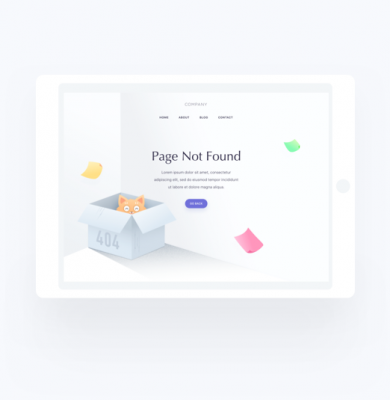 COMPANY
HOME ABOUT BLOG CONTACT
Page Not Found
Lorem ipsum dolor sit amet, consectetur
adipiscing elit, sed do eiusmod tempor incididunt
ut labore et dolore magna aliqua.
GO BACK
404